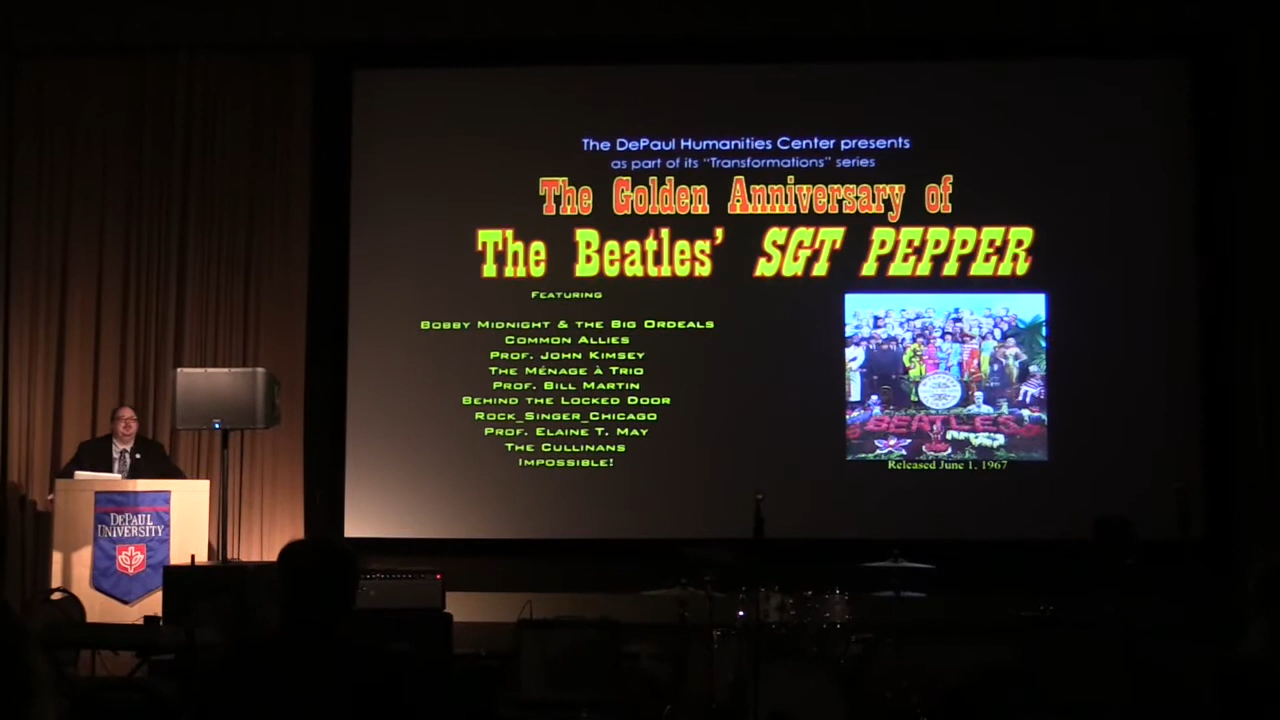 The DePaul Humanities Center presents
as part of its “Transformations” series
The Golden Anniversary of
The Beatles’ SGT PEPPER
FEATURING
BOBBY MIDNIGHT & THE BIG ORDEALS
COMMON ALLIES
PROF. JOHN KIMSEY
THE MÉNAGE À TRIO
PROF. BILL MARTIN
BEHIND THE LOCKED DOOR
ROCK_SINGER_CHICAGO
PROF. ELAINE T. MAY
THE CULLINANS
IMPOSSIBLE!
BEATLES
Released June 1, 1967
DEPAUL
UNIVERSITY